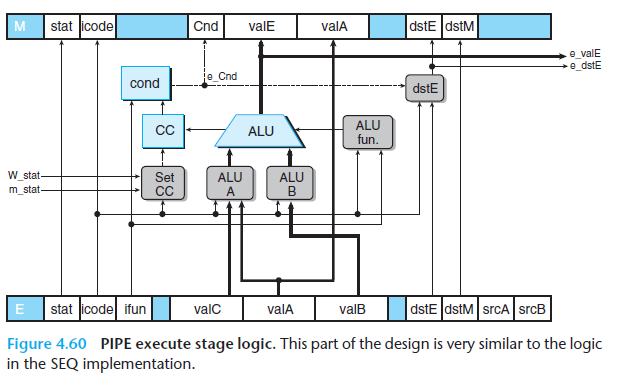 M stat icode Cnd valE valA dstE dstM
e_valE
e_dstE
cond e_Cnd dstE
CC ALU ALU
fun.
W_stat
m_stat
Set
CC
ALU
A
ALU
B
E stat icode ifun valC valA valB dstE dstM srcA srcB
Figure 4.60 PIPE execute stage logic. This part of the design is very similar to the logic
in the SEQ implementation.